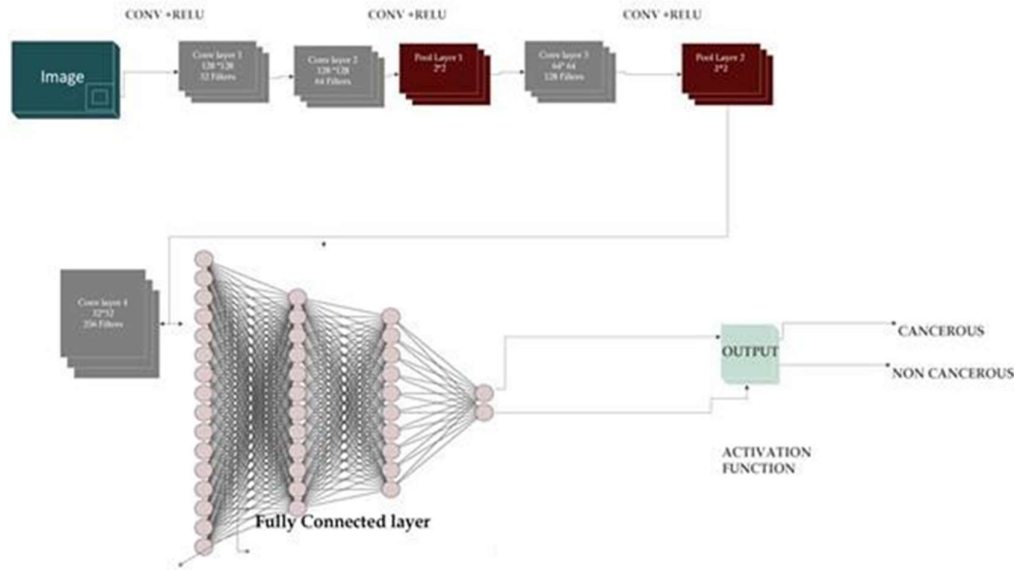 CONV +RELU
CONV +RELU
CONV +RELU
Image
Conv layer 1
128 *128
32 Filters
Conv layer 2
128 *128
64 Filters
Pool Layer 1
2*2
Conv layer 3
64* 64
128 Filters
Pool Layer 2
2*2
Conv layer 4
32*32
256 Filters
OUTPUT
CANCEROUS
NON CANCEROUS
ACTIVATION
FUNCTION
Fully Connected layer